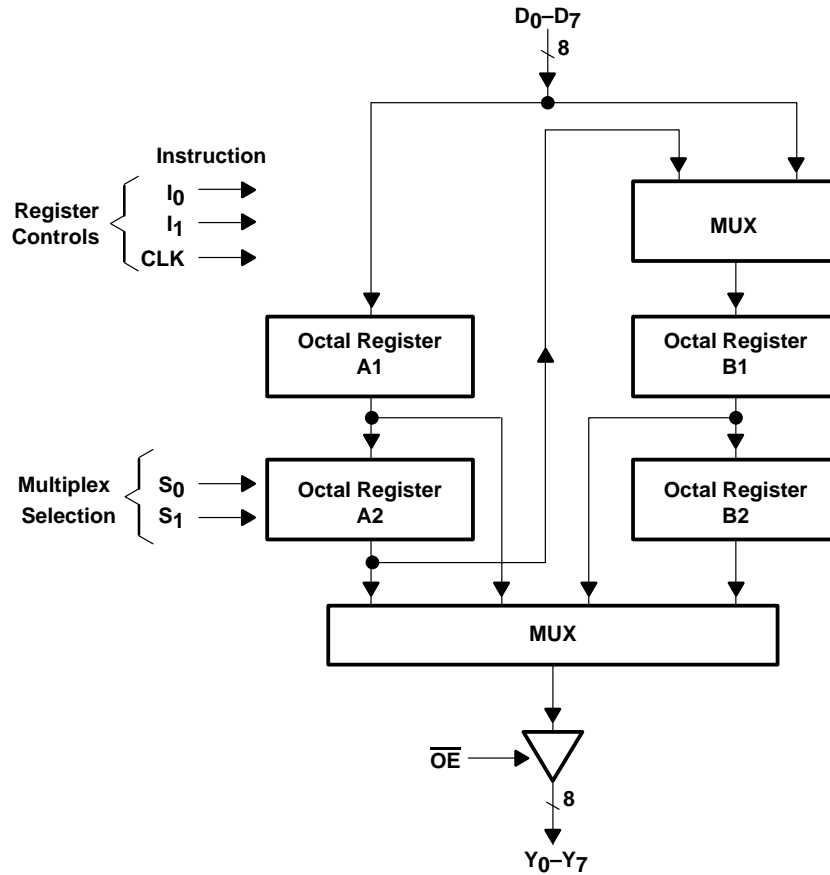 D0–D7
8
Instruction
Register
Controls
I0
I1
CLK
MUX
Octal Register
A1
Octal Register
B1
Multiplex
Selection
S0
S1
Octal Register
A2
Octal Register
B2
MUX
OE
8
Y0–Y7